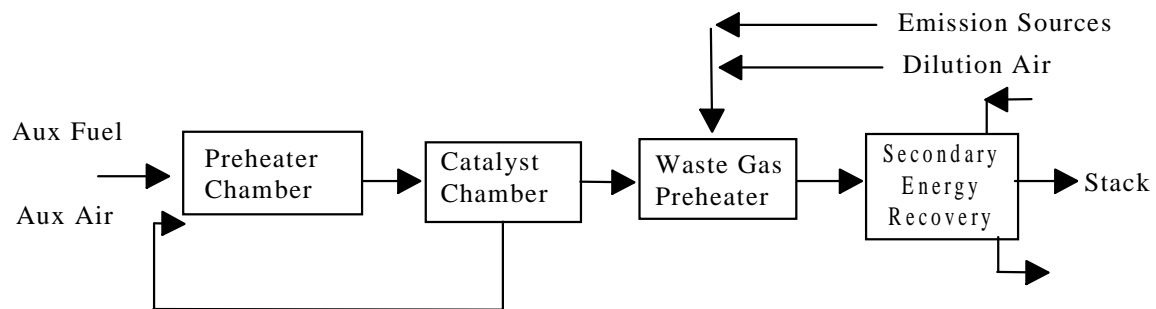 Emission Sources
Dilution Air
Aux Fuel
Aux Air
Preheater
Chamber
Catalyst
Chamber
Waste Gas
Preheater
Secondary
Energy
Recovery
Stack